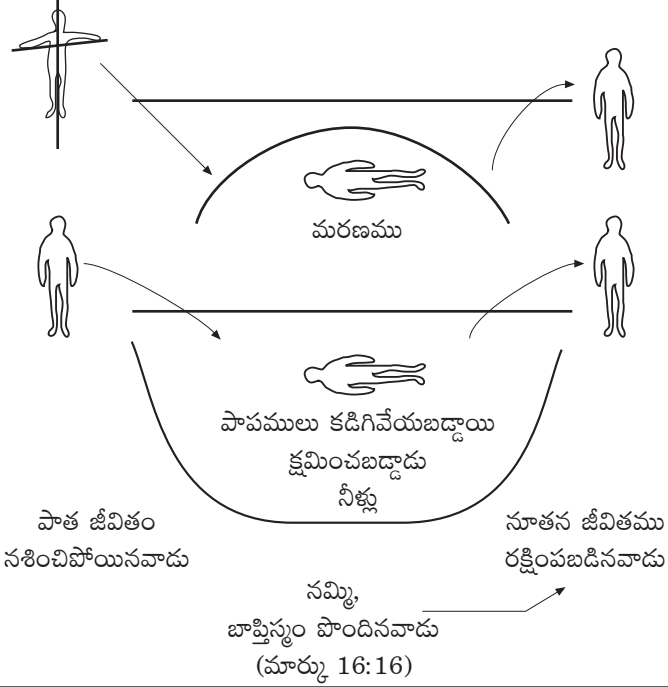 మరణము
పాపములు కడిగివేయబడ్డాయి
క్షమించబడ్డాడు
నీళ్లు
పాత జీవితం
నశించిపోయినవాడు
నూతన జీవితము
రక్షింపబడినవాడు
నమ్మి,
బాప్తిస్మం పొందినవాడు
(మార్కు 16:16)